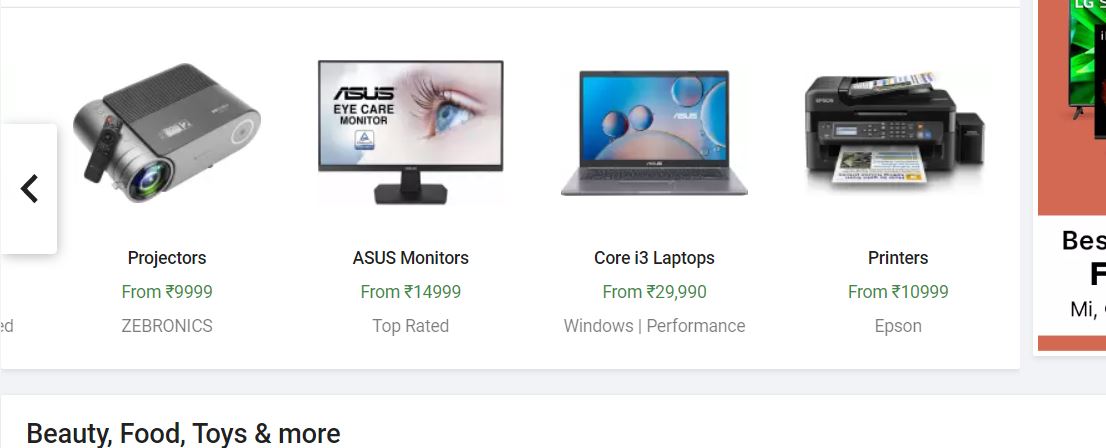 LG
ASUS
EYE CARE
MONITOR
ASUS
EPSON
Projectors
ASUS Monitors
Core i3 Laptops
Printers
From ₹9999
From ₹14999
From ₹29,990
From ₹10999
ed
ZEBRONICS
Top Rated
Windows | Performance
Epson
Bes
F
Mi,
Beauty, Food, Toys & more